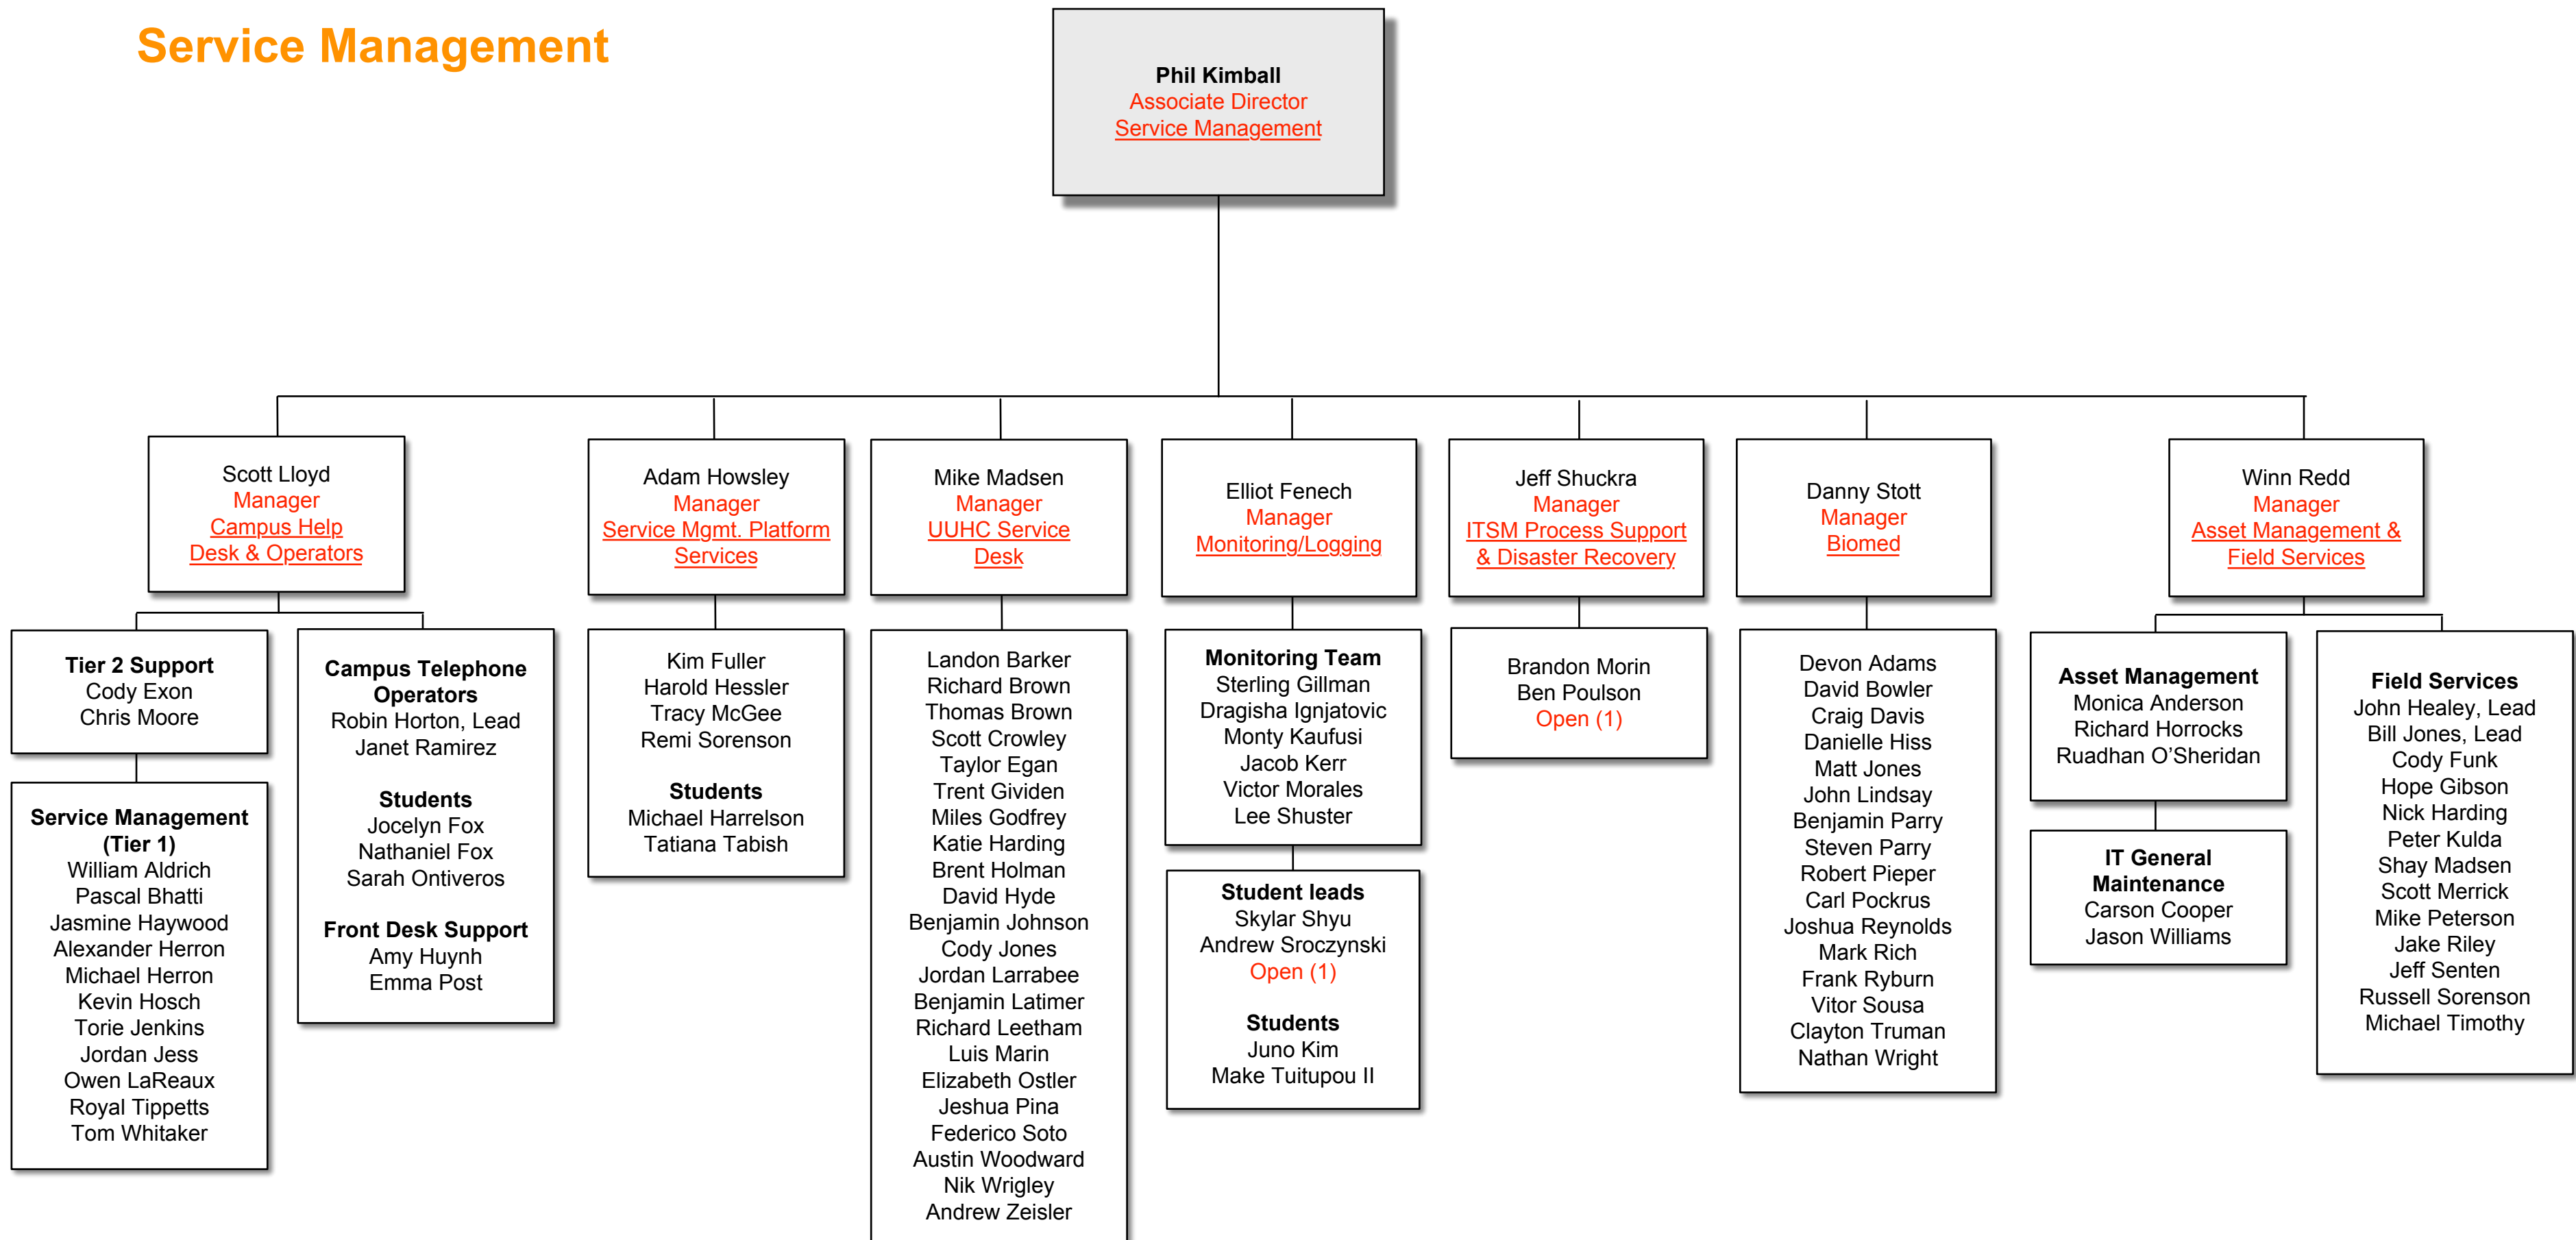 Service Management
Phil Kimball
Associate Director
Service Management
Scott Lloyd
Manager
Campus Help
Desk & Operators
Adam Howsley
Manager
Service Mgmt. Platform
Services
Mike Madsen
Manager
UUHC Service
Desk
Elliot Fenech
Manager
Monitoring/Logging
Jeff Shuckra
Manager
ITSM Process Support
& Disaster Recovery
Danny Stott
Manager
Biomed
Winn Redd
Manager
Asset Management &
Field Services
Tier 2 Support
Cody Exon
Chris Moore
Service Management
(Tier 1)
William Aldrich
Pascal Bhatti
Jasmine Haywood
Alexander Herron
Michael Herron
Kevin Hosch
Torie Jenkins
Jordan Jess
Owen LaReaux
Royal Tippetts
Tom Whitaker
Campus Telephone
Operators
Robin Horton, Lead
Janet Ramirez
Students
Jocelyn Fox
Nathaniel Fox
Sarah Ontiveros
Front Desk Support
Amy Huynh
Emma Post
Kim Fuller
Harold Hessler
Tracy McGee
Remi Sorenson
Students
Michael Harrelson
Tatiana Tabish
Landon Barker
Richard Brown
Thomas Brown
Scott Crowley
Taylor Egan
Trent Gividen
Miles Godfrey
Katie Harding
Brent Holman
David Hyde
Benjamin Johnson
Cody Jones
Jordan Larrabee
Benjamin Latimer
Richard Leetham
Luis Marin
Elizabeth Ostler
Jeshua Pina
Federico Soto
Austin Woodward
Nik Wrigley
Andrew Zeisler
Monitoring Team
Sterling Gillman
Dragisha Ignjatovic
Monty Kaufusi
Jacob Kerr
Victor Morales
Lee Shuster
Student leads
Skylar Shyu
Andrew Sroczynski
Open (1)
Students
Juno Kim
Make Tuitupou II
Brandon Morin
Ben Poulson
Open (1)
Devon Adams
David Bowler
Craig Davis
Danielle Hiss
Matt Jones
John Lindsay
Benjamin Parry
Steven Parry
Robert Pieper
Carl Pockrus
Joshua Reynolds
Mark Rich
Frank Ryburn
Vitor Sousa
Clayton Truman
Nathan Wright
Asset Management
Monica Anderson
Richard Horrocks
Ruadhan O’Sheridan
IT General
Maintenance
Carson Cooper
Jason Williams
Field Services
John Healey, Lead
Bill Jones, Lead
Cody Funk
Hope Gibson
Nick Harding
Peter Kulda
Shay Madsen
Scott Merrick
Mike Peterson
Jake Riley
Jeff Senten
Russell Sorenson
Michael Timothy